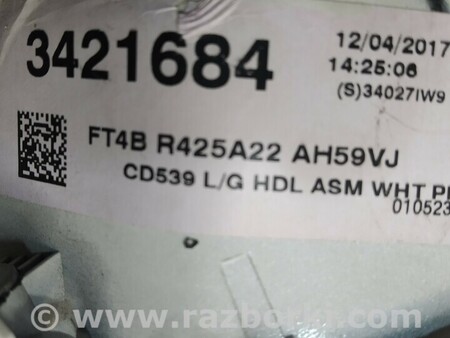 3421684
12/04/2017
14:25:06
(S)34027IW9
FT4B R425A22 AH59VJ
CD539 L/G HDL ASM WHT
010523
www.razborka.com